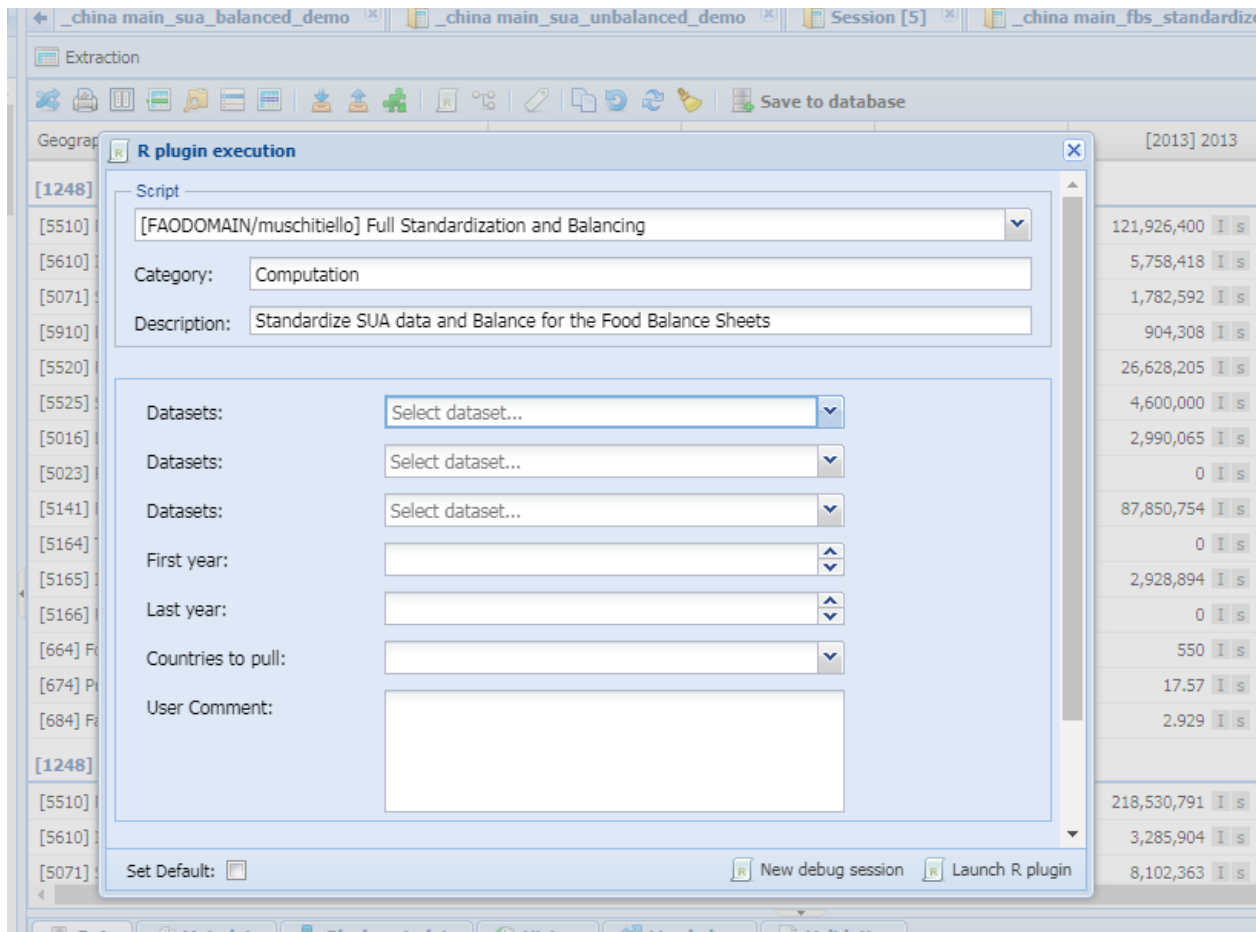 _china main_sua_balanced_demo
_china main_sua_unbalanced_demo
Session [5]
_china main_fbs_standardize
Extraction
Save to database
Geograp
[2013] 2013
R plugin execution
[1248]
Script
[5510]
[FAODOMAIN/muschitiello] Full Standardization and Balancing
121,926,400 I s
[5610]
Category: Computation
5,758,418 I s
[5071]
1,782,592 I s
[5910]
Description: Standardize SUA data and Balance for the Food Balance Sheets
904,308 I s
[5520]
26,628,205 I s
[5525]
Datasets: Select dataset...
4,600,000 I s
[5016]
2,990,065 I s
[5023]
Datasets: Select dataset...
0 I s
[5141]
Datasets: Select dataset...
87,850,754 I s
[5164]
First year:
0 I s
[5165]
2,928,894 I s
[5166]
Last year:
0 I s
[664]
Countries to pull:
550 I s
[674]
17.57 I s
[684]
User Comment:
2.929 I s
[1248]
[5510]
218,530,791 I s
[5610]
3,285,904 I s
[5071]
Set Default:
New debug session
Launch R plugin
8,102,363 I s